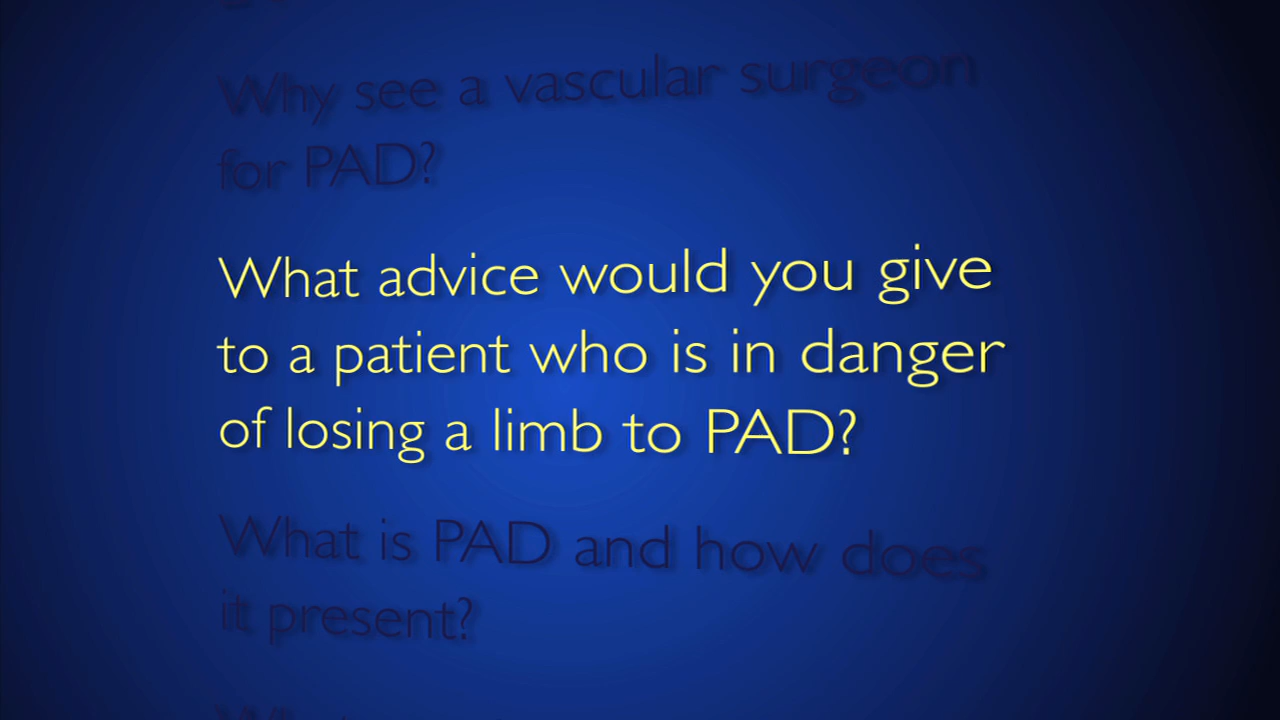 Why see a vascular surgeon
for PAD?
What advice would you give
to a patient who is in danger
of losing a limb to PAD?
What is PAD and how does
it present?